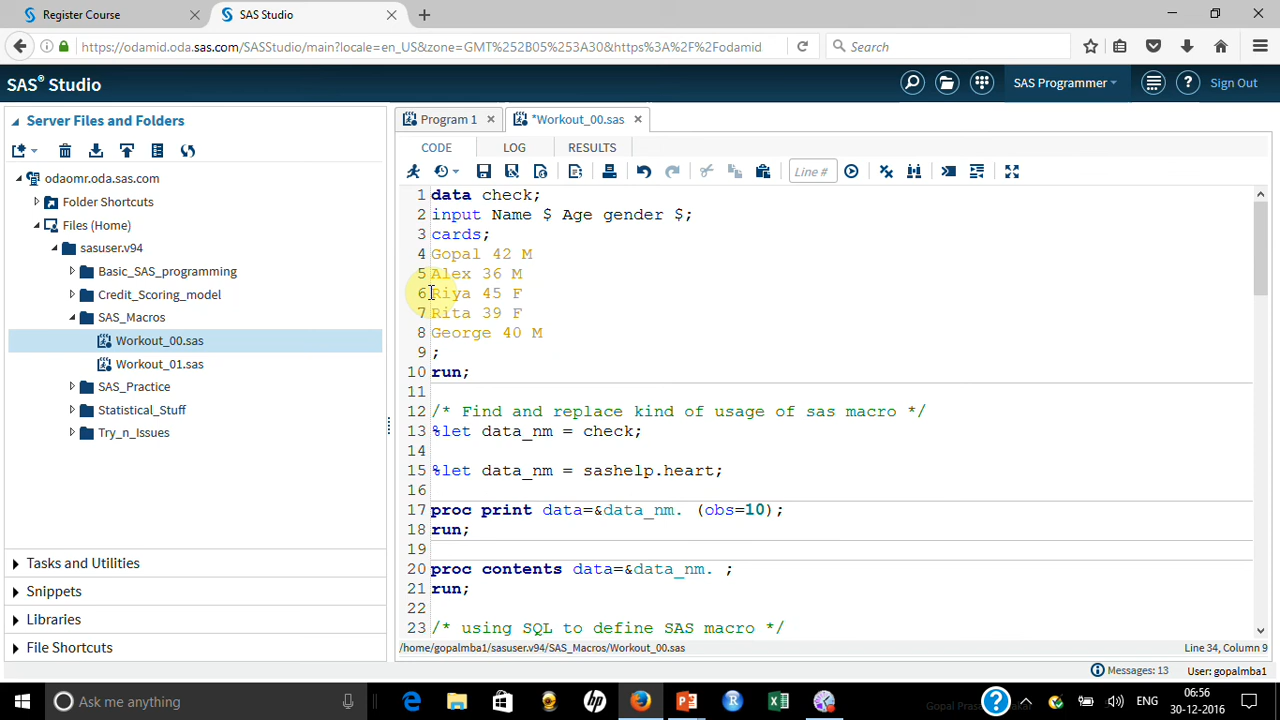 Register Course
SAS Studio
https://odamid.oda.sas.com/SASStudio/main?locale=en_US&zone=GMT%252B05%253A30&https%3A%2F%2Fodamid
Search
SAS® Studio
SAS Programmer
Sign Out
Server Files and Folders
odaomr.oda.sas.com
Folder Shortcuts
Files (Home)
sasuser.v94
Basic_SAS_programming
Credit_Scoring_model
SAS_Macros
Workout_00.sas
Workout_01.sas
SAS_Practice
Statistical_Stuff
Try_n_Issues
Tasks and Utilities
Snippets
Libraries
File Shortcuts
Program 1
*Workout_00.sas
CODE LOG RESULTS
Line #
1 data check;
2 input Name $ Age gender $;
3 cards;
4 Gopal 42 M
5 Alex 36 M
6 Riya 45 F
7 Rita 39 F
8 George 40 M
9 ;
10 run;
11
12 /* Find and replace kind of usage of sas macro */
13 %let data_nm = check;
14
15 %let data_nm = sashelp.heart;
16
17 proc print data=&data_nm. (obs=10);
18 run;
19
20 proc contents data=&data_nm. ;
21 run;
22
23 /* using SQL to define SAS macro */
/home/gopalmba1/sasuser.v94/SAS_Macros/Workout_00.sas
Line 34, Column 9
Messages: 13
User: gopalmba1
Ask me anything
ENG
06:56
30-12-2016